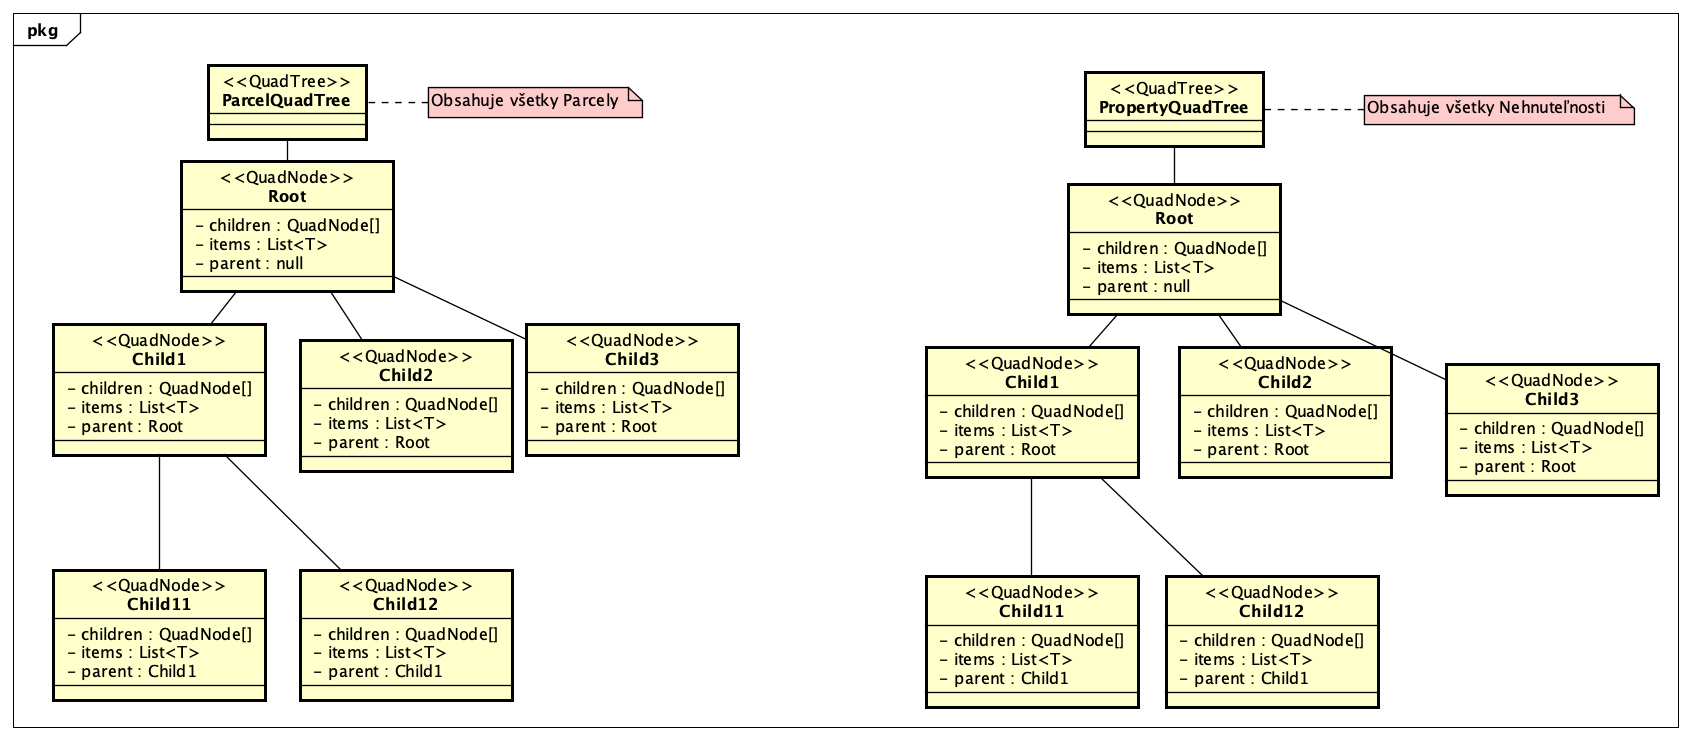 pkg
<<QuadTree>>
ParcelQuadTree
Obsahuje všetky Parcely
<<QuadNode>>
Root
- children : QuadNode[]
- items : List<T>
- parent : null
<<QuadNode>>
Child1
- children : QuadNode[]
- items : List<T>
- parent : Root
<<QuadNode>>
Child2
- children : QuadNode[]
- items : List<T>
- parent : Root
<<QuadNode>>
Child3
- children : QuadNode[]
- items : List<T>
- parent : Root
<<QuadNode>>
Child11
- children : QuadNode[]
- items : List<T>
- parent : Child1
<<QuadNode>>
Child12
- children : QuadNode[]
- items : List<T>
- parent : Child1
<<QuadTree>>
PropertyQuadTree
Obsahuje všetky Nehnuteľnosti
<<QuadNode>>
Root
- children : QuadNode[]
- items : List<T>
- parent : null
<<QuadNode>>
Child1
- children : QuadNode[]
- items : List<T>
- parent : Root
<<QuadNode>>
Child2
- children : QuadNode[]
- items : List<T>
- parent : Root
<<QuadNode>>
Child3
- children : QuadNode[]
- items : List<T>
- parent : Root
<<QuadNode>>
Child11
- children : QuadNode[]
- items : List<T>
- parent : Child1
<<QuadNode>>
Child12
- children : QuadNode[]
- items : List<T>
- parent : Child1